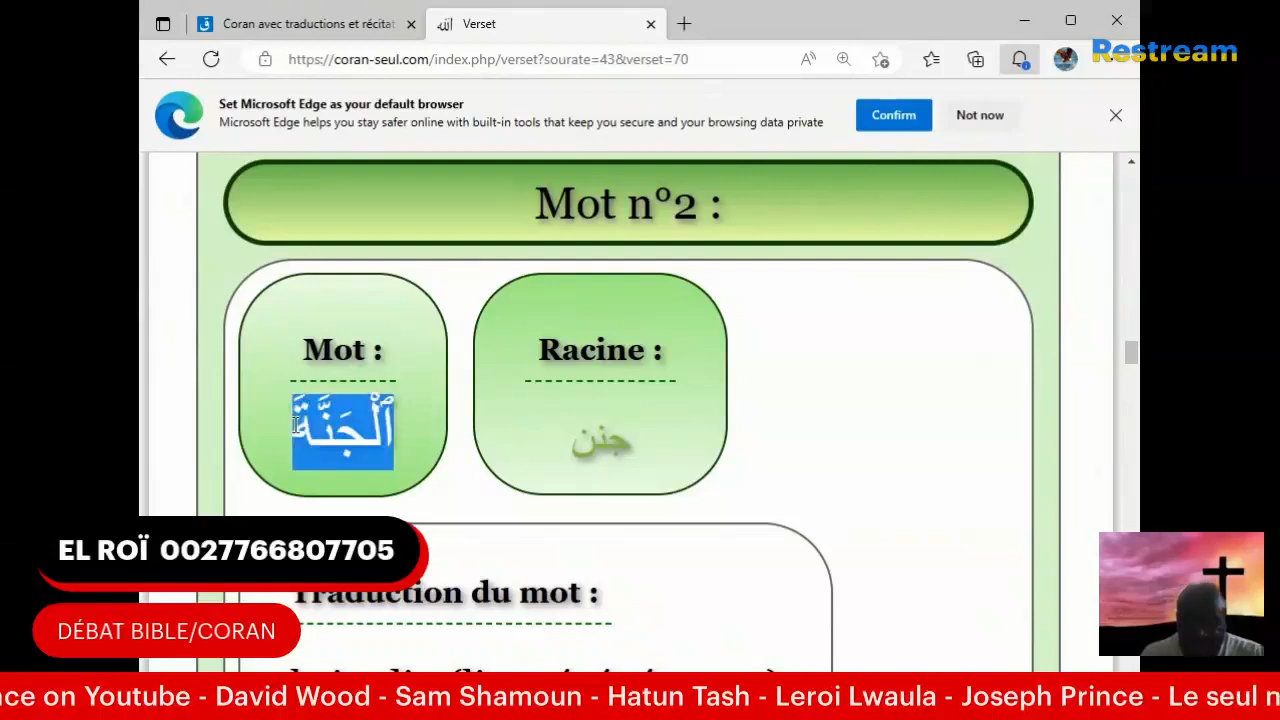 Coran avec traductions et récitat
Verset
https://coran-seul.com/index.php/verset?sourate=43&verset=70
Restream
Set Microsoft Edge as your default browser
Microsoft Edge helps you stay safer online with built-in tools that keep you secure and your browsing data private
Confirm
Not now
Mot n°2 :
Mot :
Racine :
ٱلْجَنَّةَ
جنن
EL ROÏ 0027766807705
Traduction du mot :
DÉBAT BIBLE/CORAN
nce on Youtube - David Wood - Sam Shamoun - Hatun Tash - Leroi Lwaula - Joseph Prince - Le seul n